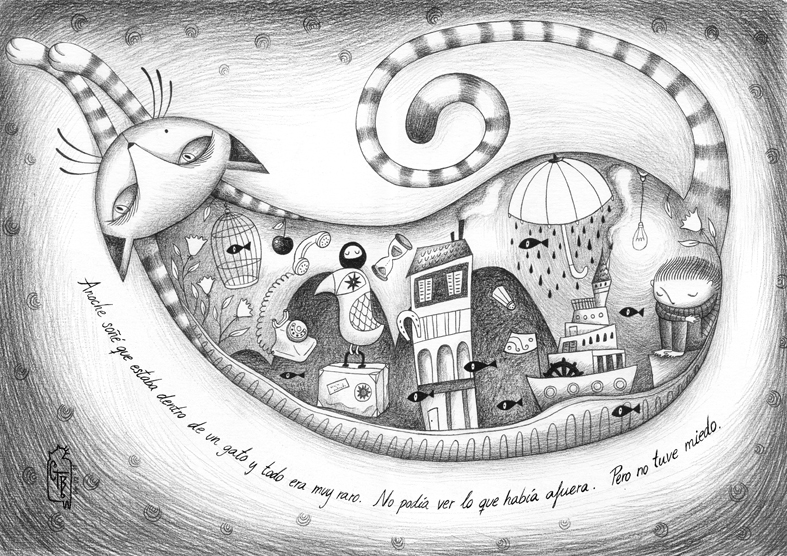 Anoche soñé que estaba dentro de un gato y todo era muy raro. No podía ver lo que había afuera. Pero no tuve miedo.